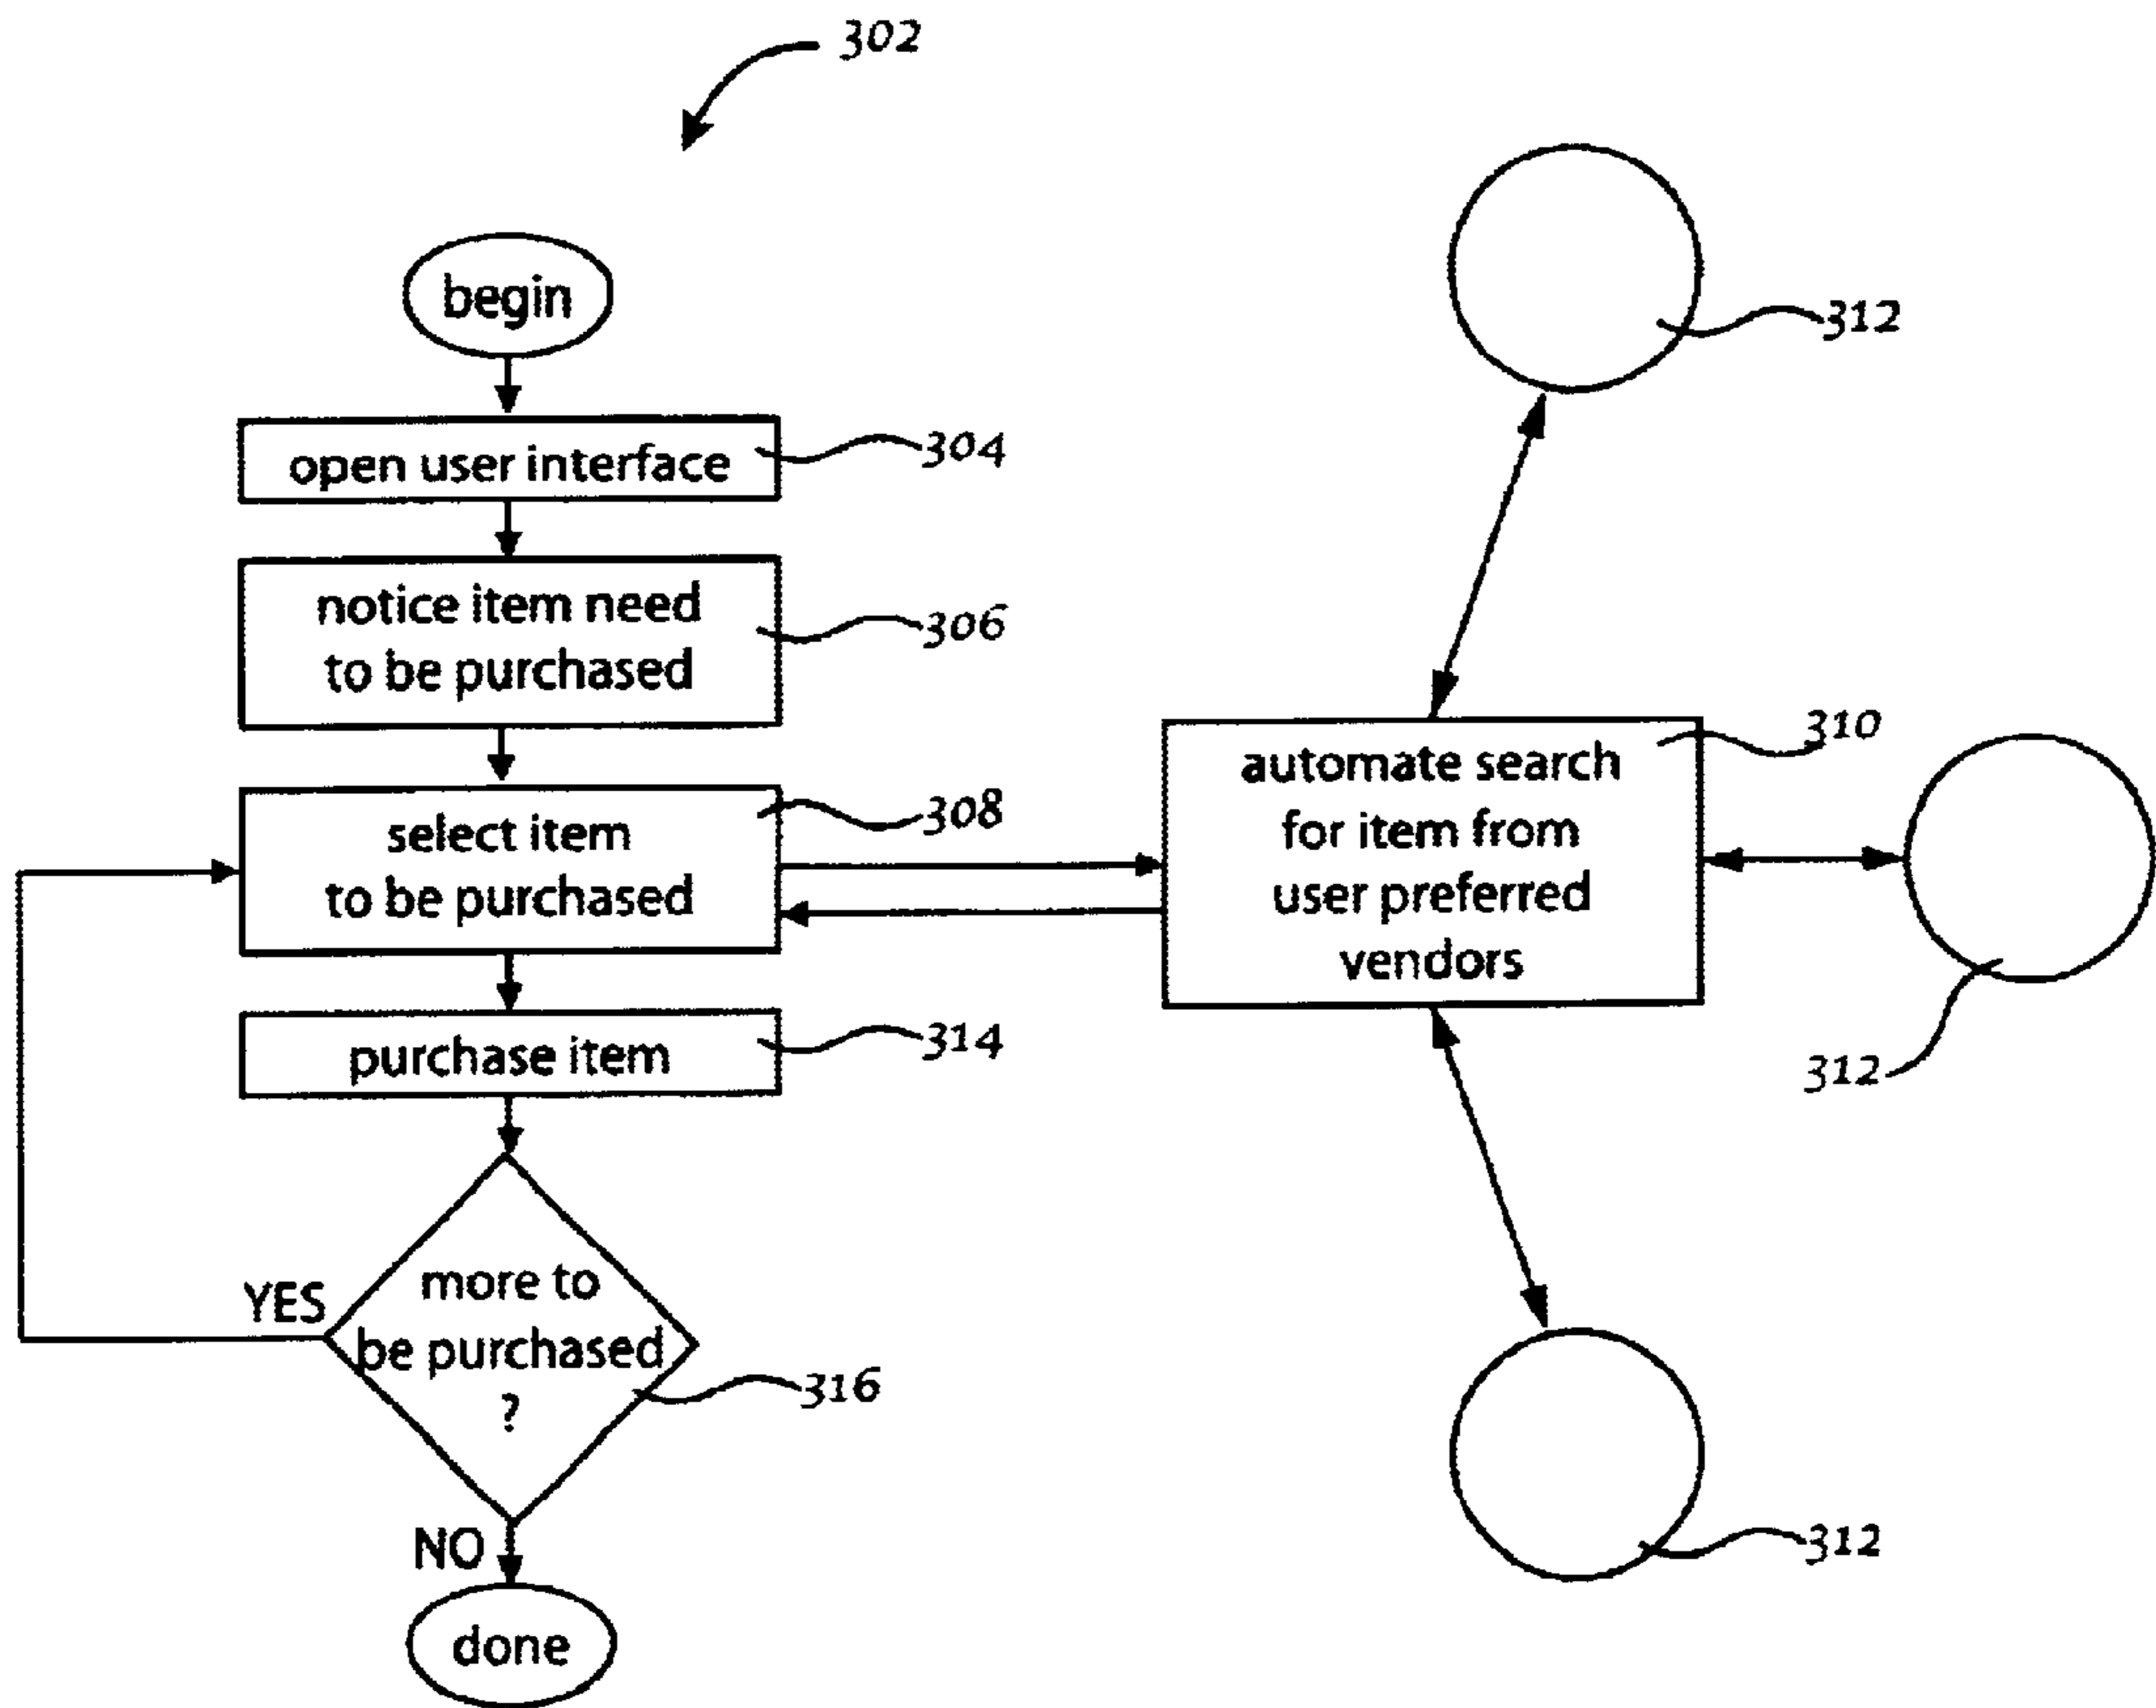 302
begin
open user interface
304
notice item need
to be purchased
306
select item
to be purchased
308
purchase item
314
YES
more to
be purchased
?
316
NO
done
312
automate search
for item from
user preferred
vendors
310
312
312